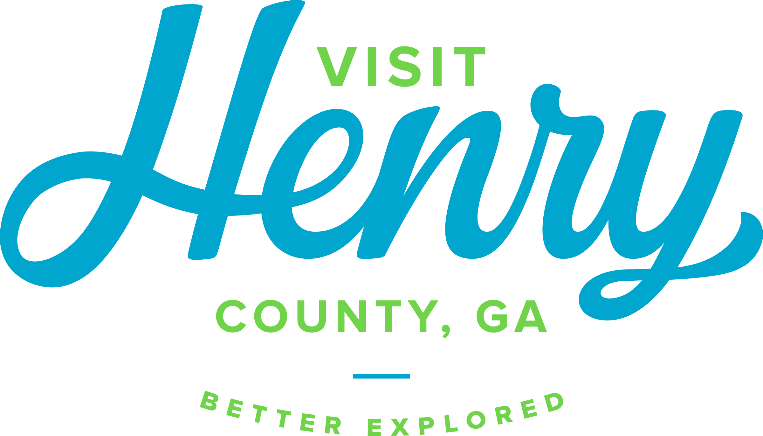 VISIT
Henry
COUNTY, GA
BETTER EXPLORED